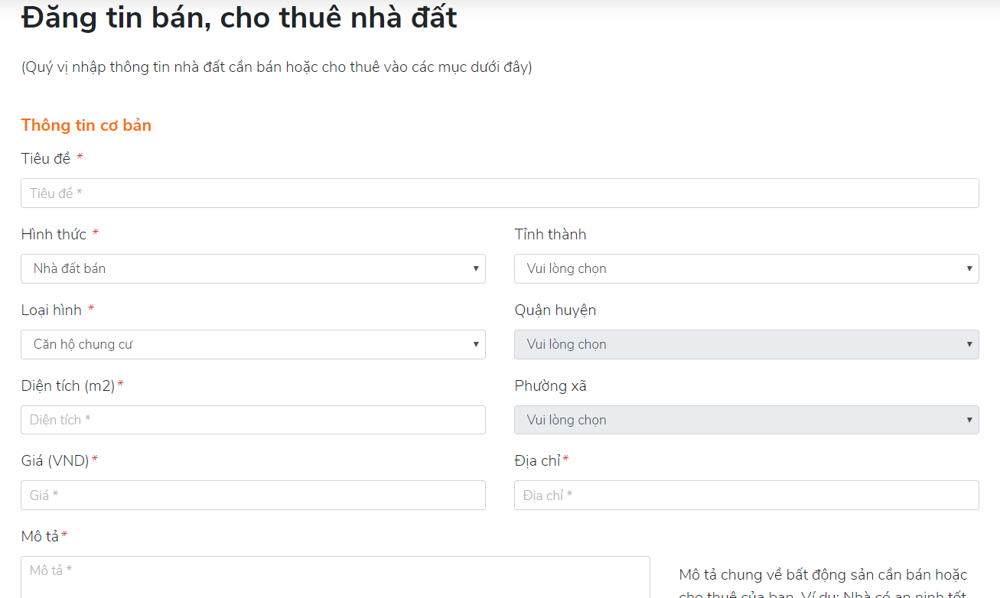 Đăng tin bán, cho thuê nhà đất
(Quý vị nhập thông tin nhà đất cần bán hoặc cho thuê vào các mục dưới đây)
Thông tin cơ bản
Tiêu đề *
Tiêu đề *
Hình thức *
Tỉnh thành
Nhà đất bán
Vui lòng chọn
Loại hình *
Quận huyện
Căn hộ chung cư
Vui lòng chọn
Diện tích (m2) *
Phường xã
Diện tích *
Vui lòng chọn
Giá (VND) *
Địa chỉ *
Giá *
Địa chỉ *
Mô tả *
Mô tả *
Mô tả chung về bất động sản cần bán hoặc
cho thuê của bạn. Ví dụ: Nhà có an ninh tốt